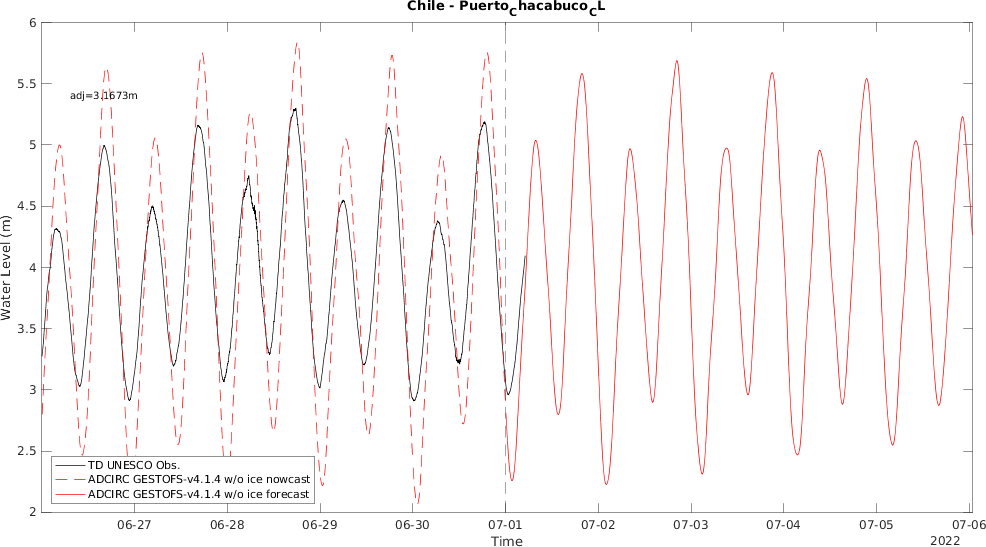 Chile - Puerto_Chacabuco_CL
6
5.5
adj=3.1673m
5
4.5
4
3.5
3
2.5
2
Water Level (m)
TD UNESCO Obs.
ADCIRC GESTOFS-v4.1.4 w/o ice nowcast
ADCIRC GESTOFS-v4.1.4 w/o ice forecast
06-27 06-28 06-29 06-30 07-01 07-02 07-03 07-04 07-05 07-06
Time
2022